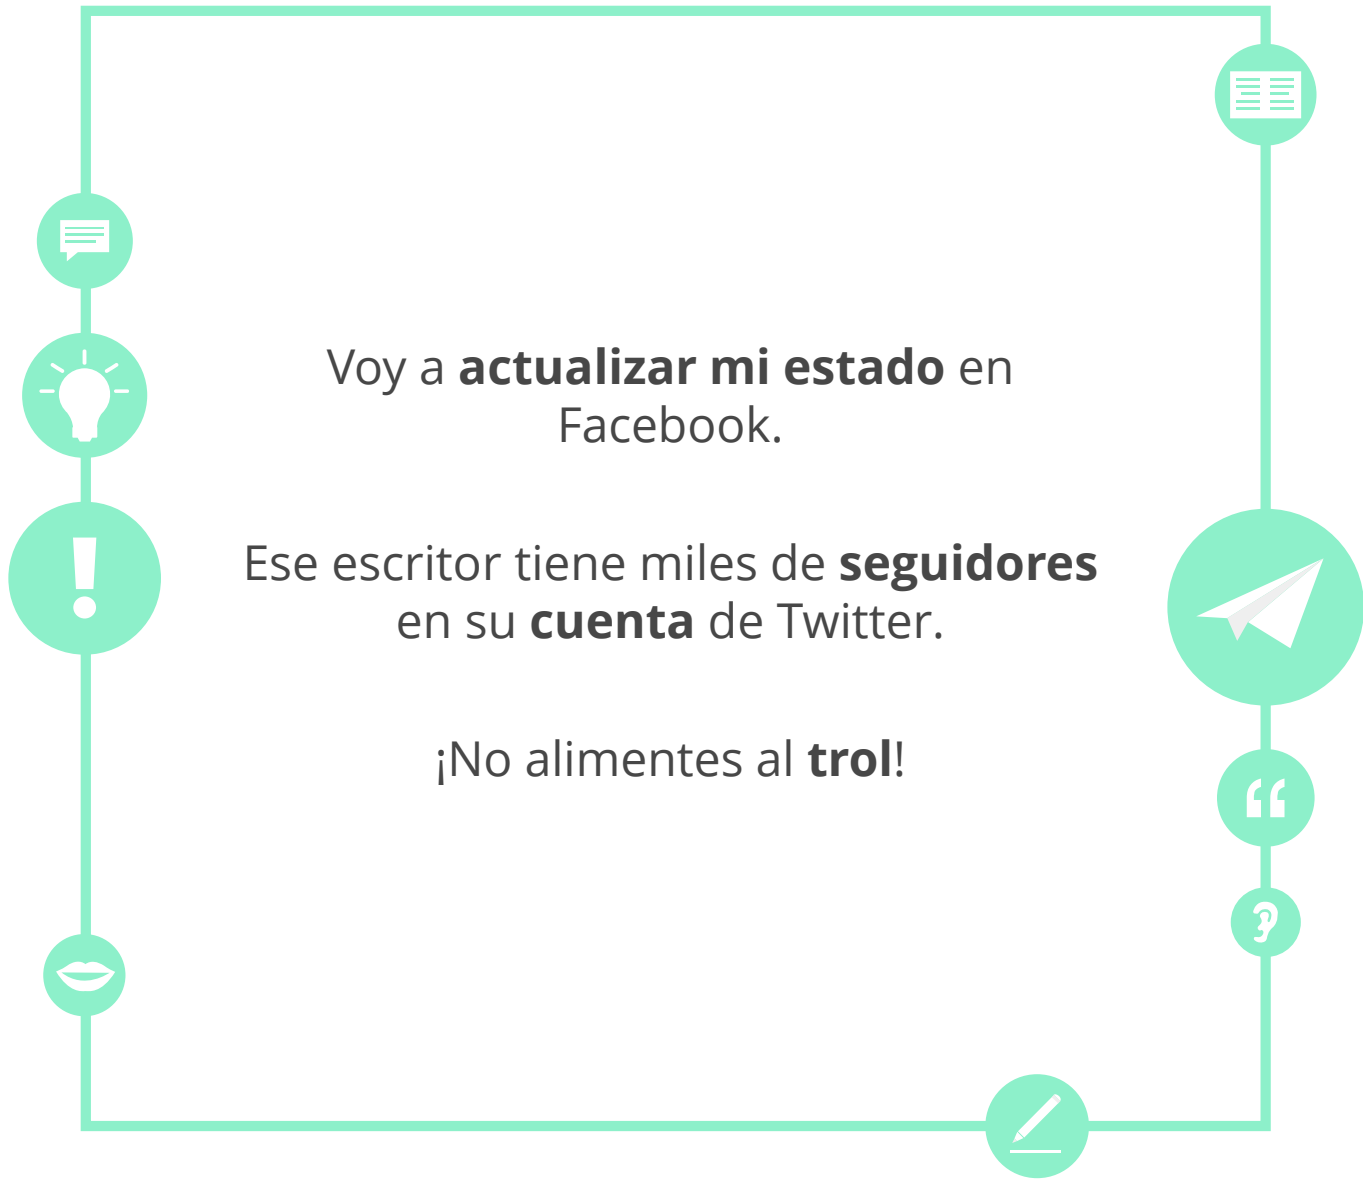 Voy a actualizar mi estado en
Facebook.
Ese escritor tiene miles de seguidores
en su cuenta de Twitter.
¡No alimentes al trol!